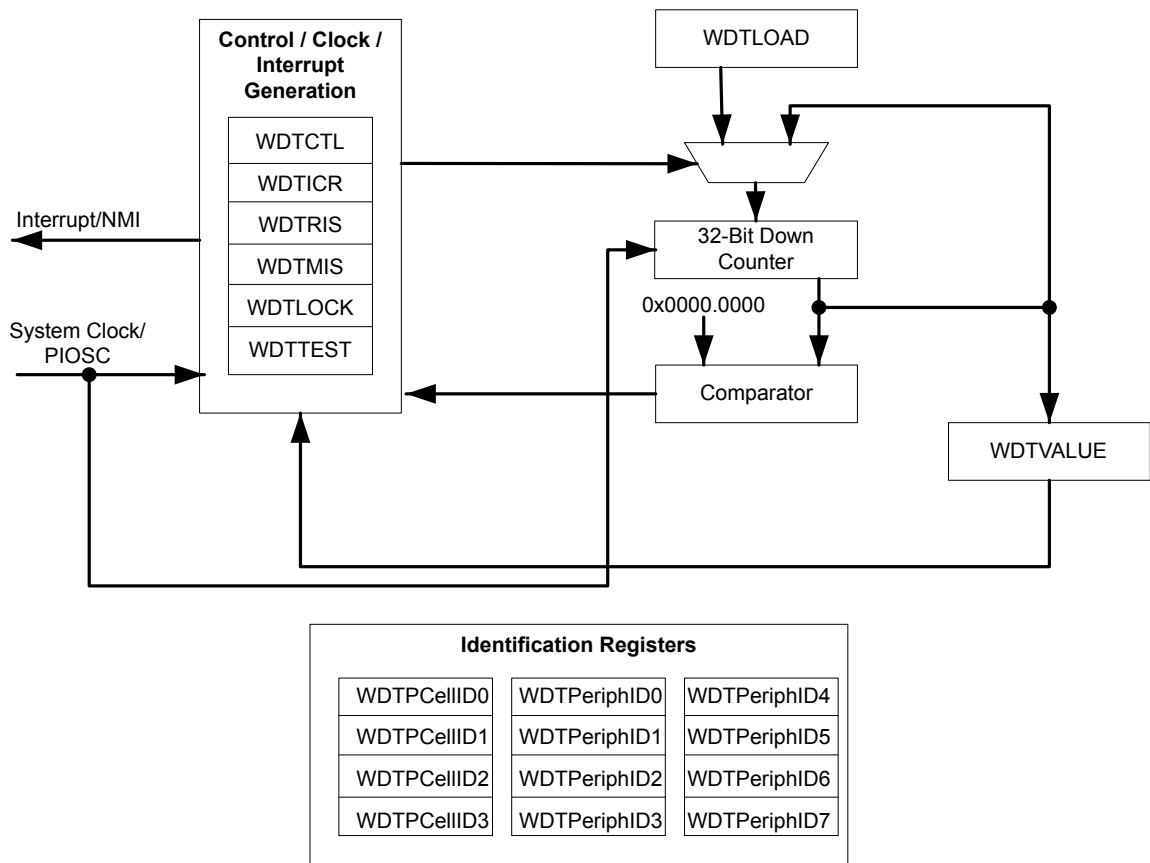 Control / Clock /
Interrupt
Generation
WDTCTL
WDTICR
WDTRIS
WDTMIS
WDTLOCK
WDTTEST
Interrupt/NMI
System Clock/
PIOSC
WDTLOAD
32-Bit Down
Counter
0x0000.0000
Comparator
WDTVALUE
Identification Registers
WDTPCellID0
WDTPCellID1
WDTPCellID2
WDTPCellID3
WDTPeriphID0
WDTPeriphID1
WDTPeriphID2
WDTPeriphID3
WDTPeriphID4
WDTPeriphID5
WDTPeriphID6
WDTPeriphID7